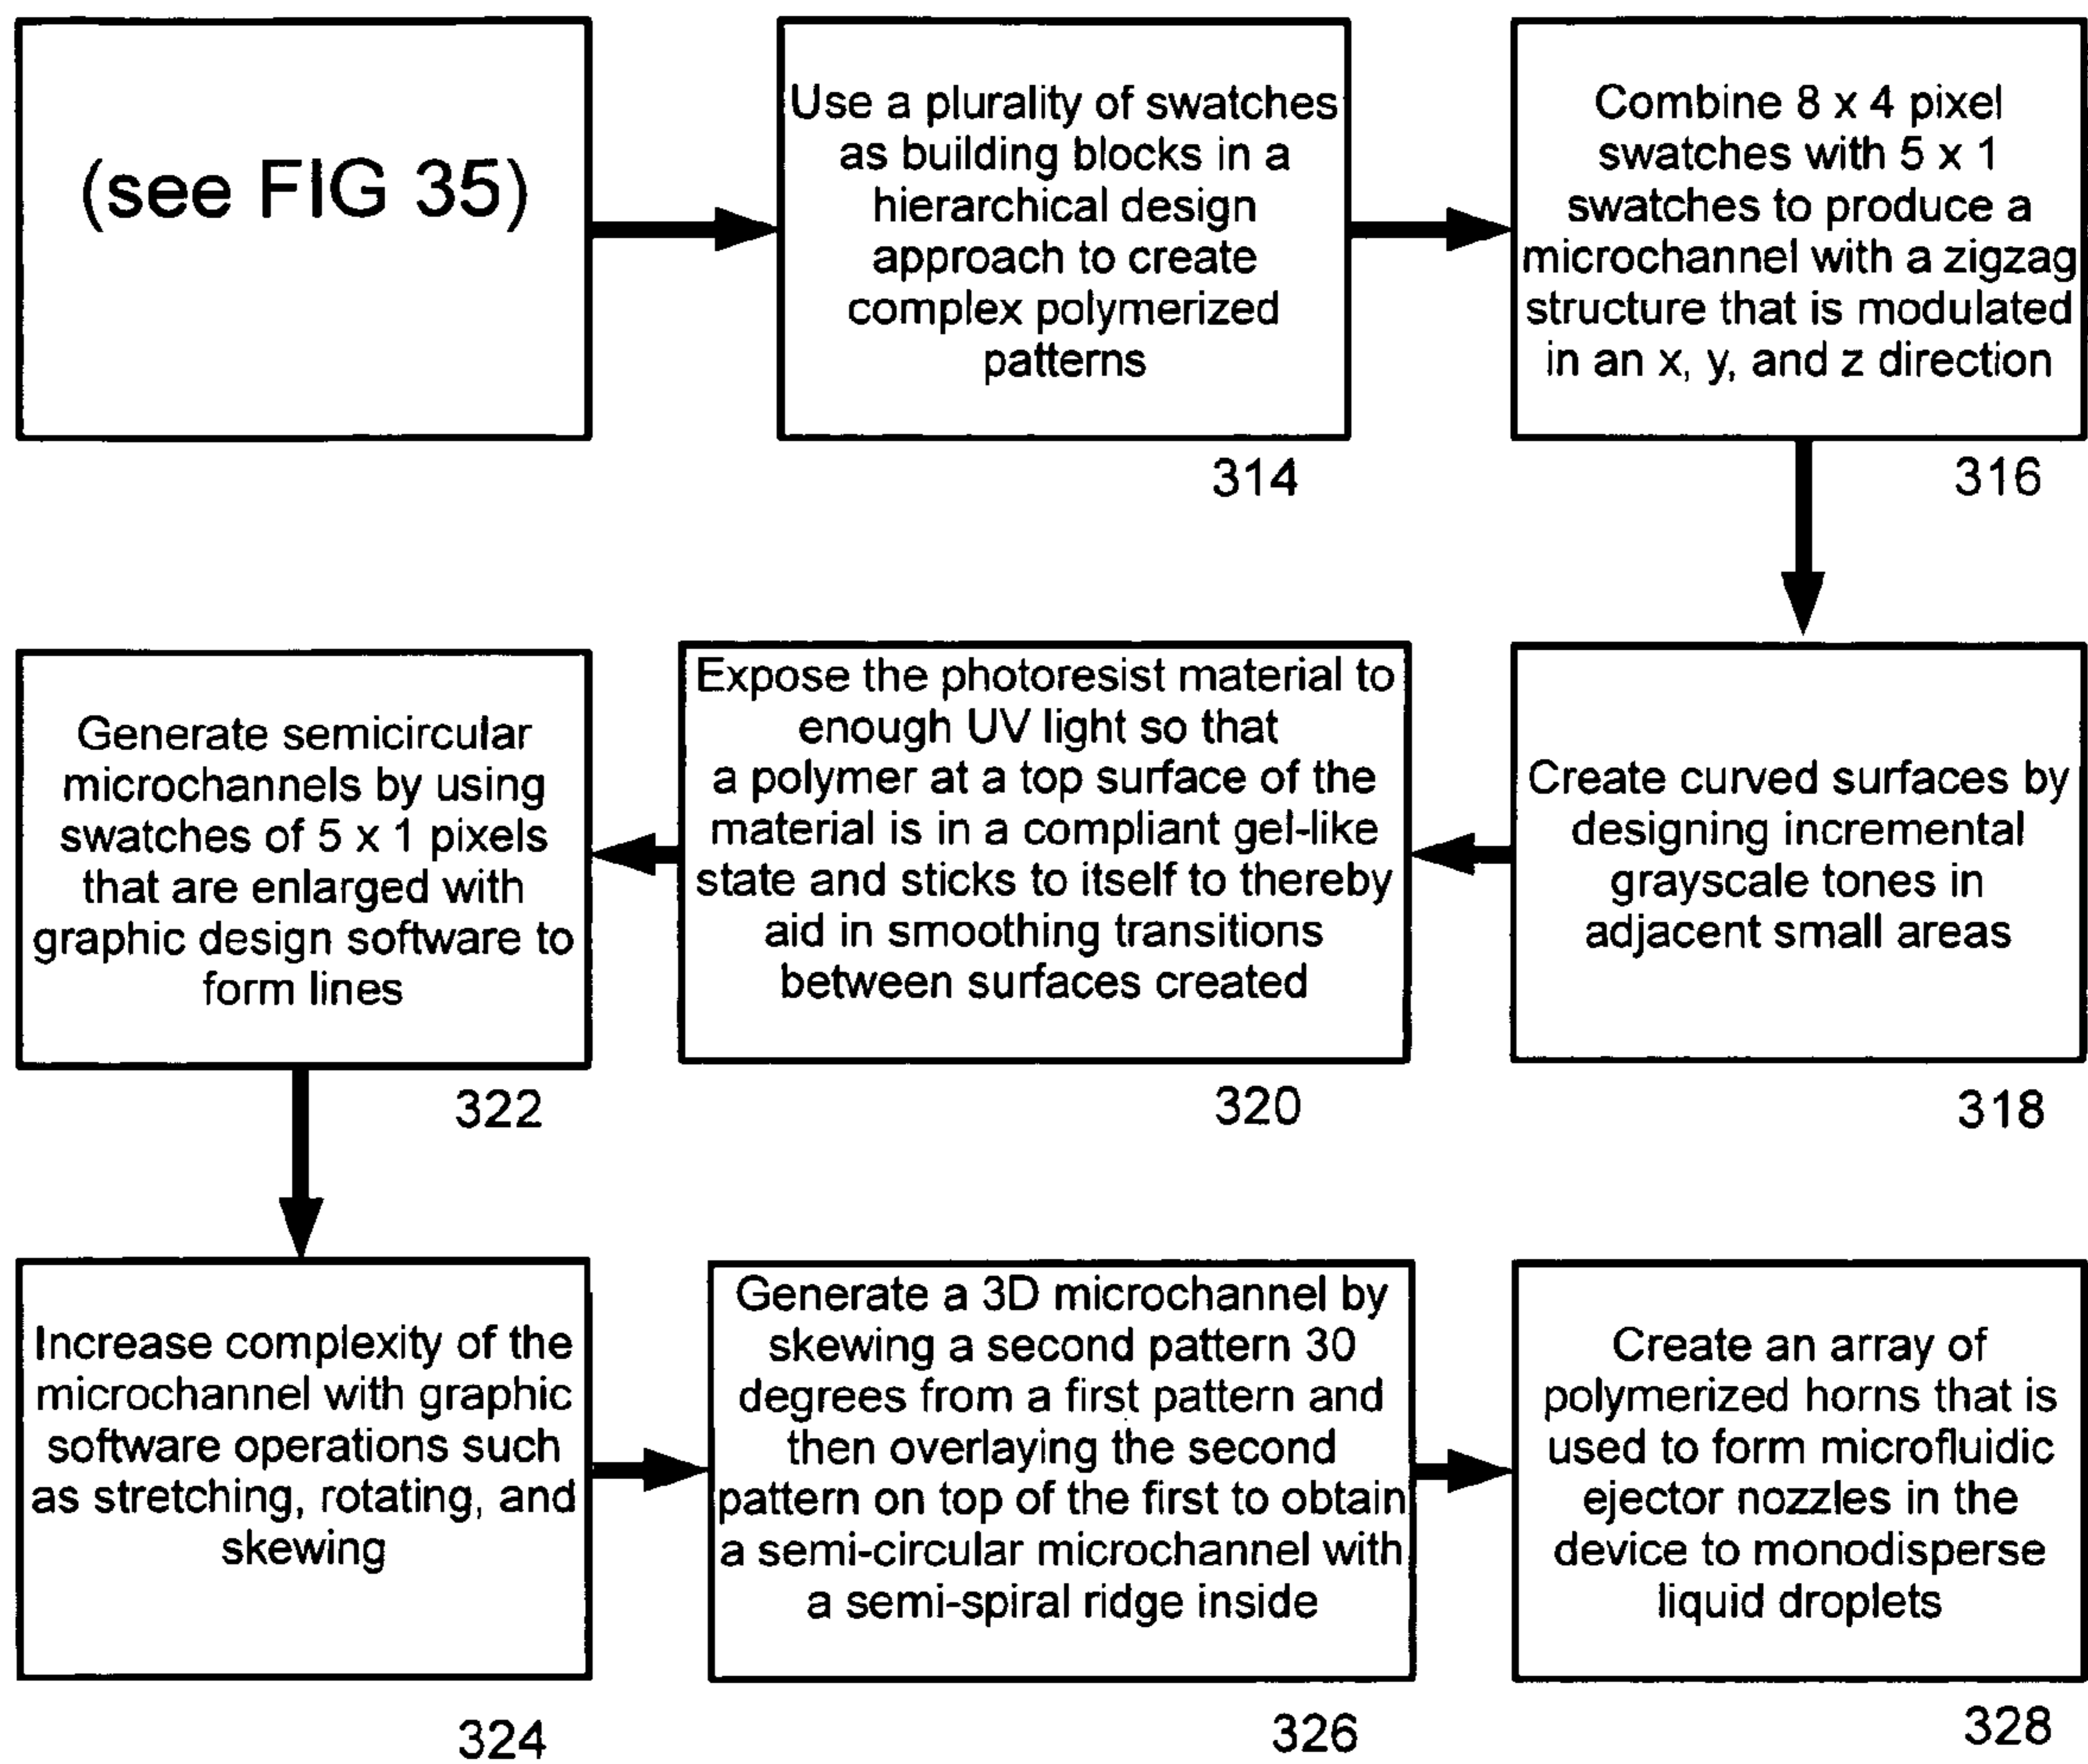 (see FIG 35)
Use a plurality of swatches
as building blocks in a
hierarchical design
approach to create
complex polymerized
patterns
314
Combine 8 x 4 pixel
swatches with 5 x 1
swatches to produce a
microchannel with a zigzag
structure that is modulated
in an x, y, and z direction
316
Create curved surfaces by
designing incremental
grayscale tones in
adjacent small areas
318
Expose the photoresist material to
enough UV light so that
a polymer at a top surface of the
material is in a compliant gel-like
state and sticks to itself to thereby
aid in smoothing transitions
between surfaces created
320
Generate semicircular
microchannels by using
swatches of 5 x 1 pixels
that are enlarged with
graphic design software to
form lines
322
Increase complexity of the
microchannel with graphic
software operations such
as stretching, rotating, and
skewing
324
Generate a 3D microchannel by
skewing a second pattern 30
degrees from a first pattern and
then overlaying the second
pattern on top of the first to obtain
a semi-circular microchannel with
a semi-spiral ridge inside
326
Create an array of
polymerized horns that is
used to form microfluidic
ejector nozzles in the
device to monodisperse
liquid droplets
328